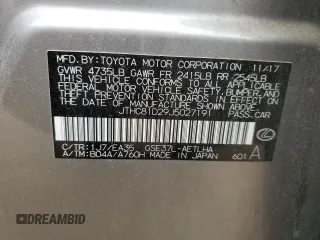 MFD.BY:TOYOTA MOTOR CORPORATION 11/17
GVWR 4735LB GAWR FR 2415LB RR 2545LB
THIS VEHICLE CONFORMS TO ALL APPLICABLE
FEDERAL MOTOR VEHICLE SAFETY, BUMPER,
AND THEFT PREVENTION STANDARDS IN
EFFECT ON THE DATE OF MANUFACTURE
SHOWN ABOVE.
JTHC81D29J5027191
PASS.CAR
C/TR:1J7/EA35 GSE37L-AETLHA
A/TM:B04A/A760H MADE IN JAPAN 601 A